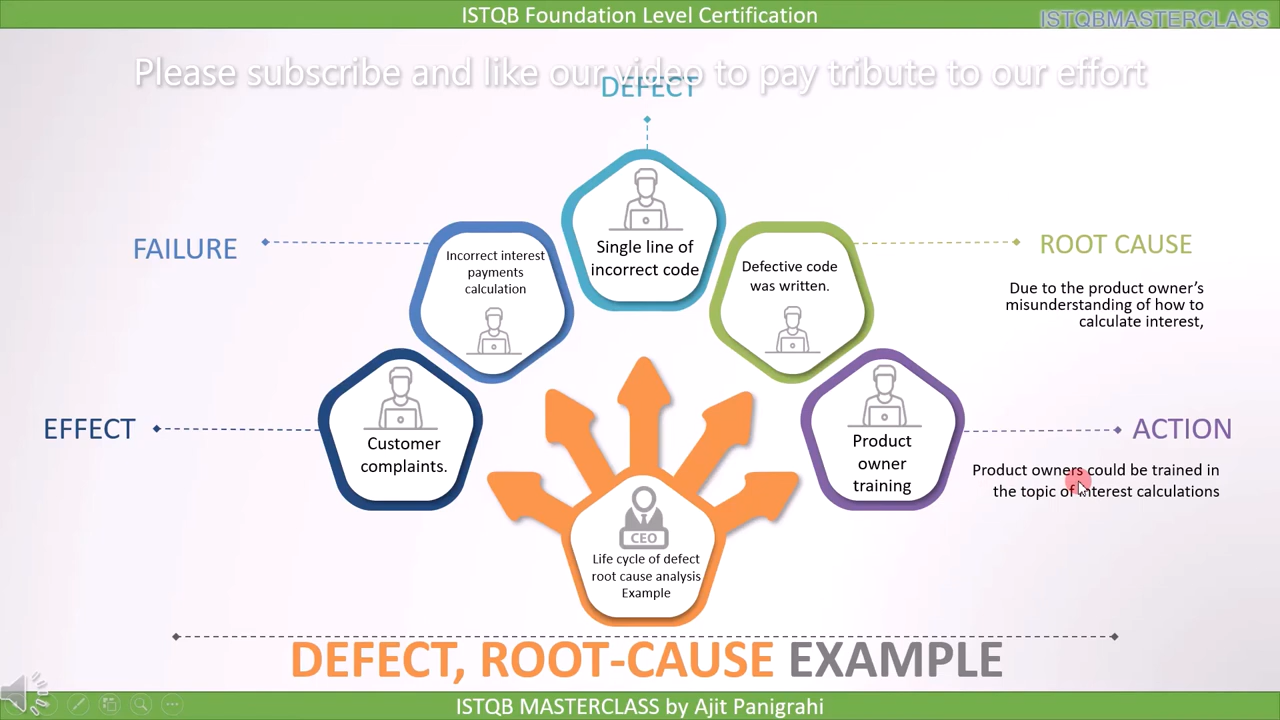 ISTQB Foundation Level Certification
ISTQBMASTERCLASS
Please subscribe and like our video to pay tribute to our effort
DEFECT
Single line of
incorrect code
FAILURE
Incorrect interest
payments
calculation
Defective code
was written.
ROOT CAUSE
Due to the product owner’s
misunderstanding of how to
calculate interest,
EFFECT
Customer
complaints.
Product
owner
training
ACTION
Product owners could be trained in
the topic of interest calculations
CEO
Life cycle of defect
root cause analysis
Example
DEFECT, ROOT-CAUSE EXAMPLE
ISTQB MASTERCLASS by Ajit Panigrahi